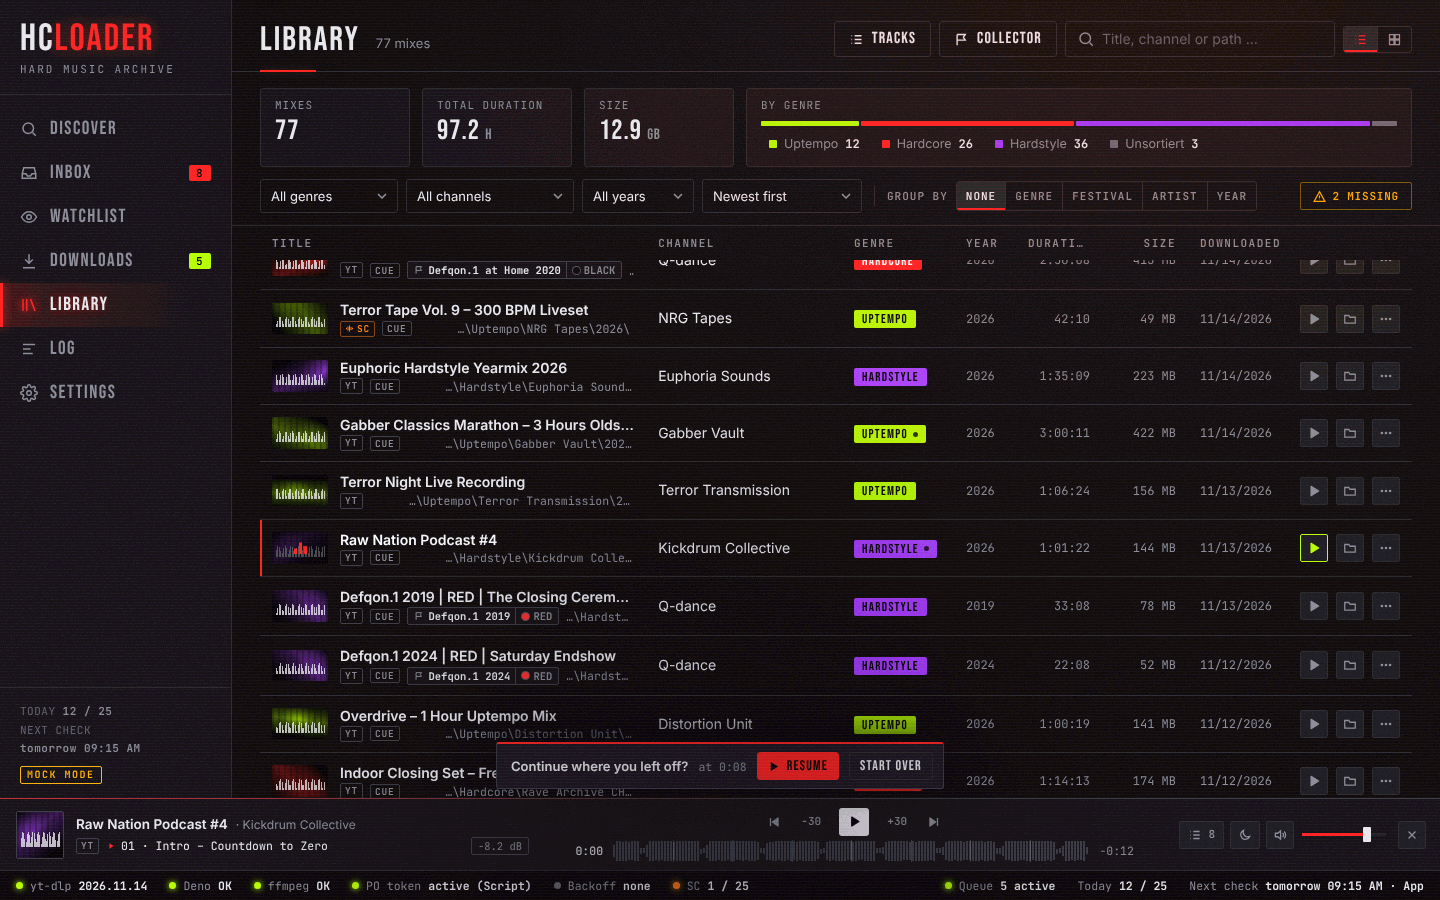 HCLOADER
HARD MUSIC ARCHIVE
DISCOVER
INBOX 8
WATCHLIST
DOWNLOADS 5
LIBRARY
LOG
SETTINGS
TODAY 12 / 25
NEXT CHECK
tomorrow 09:15 AM
MOCK MODE
LIBRARY 77 mixes
TRACKS
COLLECTOR
Title, channel or path ...
MIXES
77
TOTAL DURATION
97.2 H
SIZE
12.9 GB
BY GENRE
Uptempo 12 Hardcore 26 Hardstyle 36 Unsortiert 3
All genres All channels All years Newest first GROUP BY NONE GENRE FESTIVAL ARTIST YEAR 2 MISSING
TITLE CHANNEL GENRE YEAR DURATI… SIZE DOWNLOADED
Q-dance HARDCORE 2020 2:56:08 413 MB 11/14/2026
YT CUE Defqon.1 at Home 2020 BLACK …
Terror Tape Vol. 9 – 300 BPM Liveset
SC CUE …\Uptempo\NRG Tapes\2026\
NRG Tapes UPTEMPO 2026 42:10 49 MB 11/14/2026
Euphoric Hardstyle Yearmix 2026
YT CUE …\Hardstyle\Euphoria Sound…
Euphoria Sounds HARDSTYLE 2026 1:35:09 223 MB 11/14/2026
Gabber Classics Marathon – 3 Hours Olds…
YT CUE …\Uptempo\Gabber Vault\202…
Gabber Vault UPTEMPO 2026 3:00:11 422 MB 11/14/2026
Terror Night Live Recording
YT …\Uptempo\Terror Transmission\2…
Terror Transmission UPTEMPO 2026 1:06:24 156 MB 11/13/2026
Raw Nation Podcast #4
YT CUE …\Hardstyle\Kickdrum Colle…
Kickdrum Collective HARDSTYLE 2026 1:01:22 144 MB 11/13/2026
Defqon.1 2019 | RED | The Closing Cerem…
YT CUE Defqon.1 2019 RED …\Hardst…
Q-dance HARDSTYLE 2019 33:08 78 MB 11/13/2026
Defqon.1 2024 | RED | Saturday Endshow
YT CUE Defqon.1 2024 RED …\Hardst…
Q-dance HARDSTYLE 2024 22:08 52 MB 11/12/2026
Overdrive – 1 Hour Uptempo Mix
YT CUE …\Uptempo\Distortion Unit\…
Distortion Unit UPTEMPO 2026 1:00:19 141 MB 11/12/2026
Indoor Closing Set – Fre
YT CUE …\Hardcore\Rave Archive CH…
2026 1:14:13 174 MB 11/12/2026
Continue where you left off? at 0:08 RESUME START OVER
Raw Nation Podcast #4 · Kickdrum Collective
YT 01 · Intro – Countdown to Zero
-8.2 dB
-30 +30
0:00 -0:12
8
yt-dlp 2026.11.14 Deno OK ffmpeg OK PO token active (Script) Backoff none SC 1 / 25 Queue 5 active Today 12 / 25 Next check tomorrow 09:15 AM · App